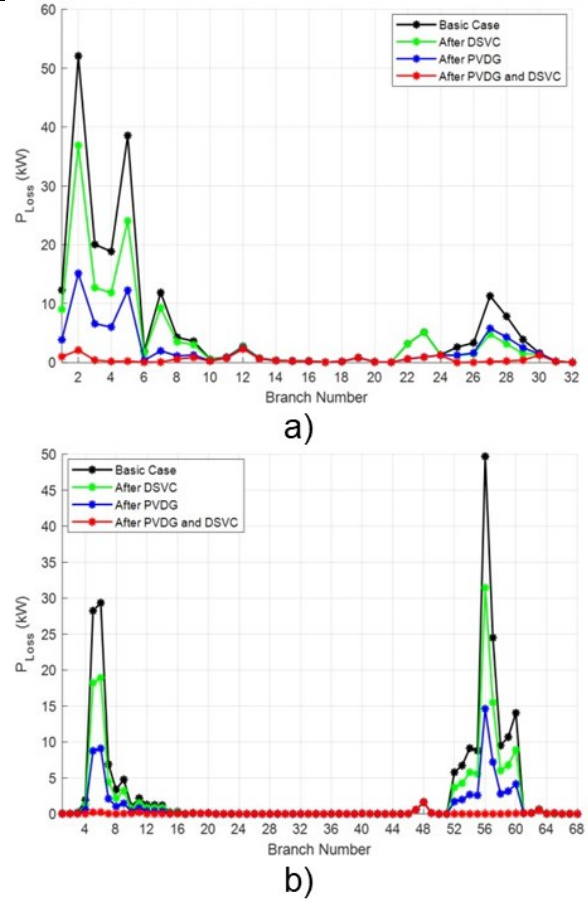 60
50
40
30
20
10
0
P_Loss (kW)
Basic Case
After DSVC
After PVDG
After PVDG and DSVC
2 4 6 8 10 12 14 16 18 20 22 24 26 28 30 32
Branch Number
a)
50
45
40
35
30
25
20
15
10
5
0
P_Loss (kW)
Basic Case
After DSVC
After PVDG
After PVDG and DSVC
4 8 12 16 20 24 28 32 36 40 44 48 52 56 60 64 68
Branch Number
b)